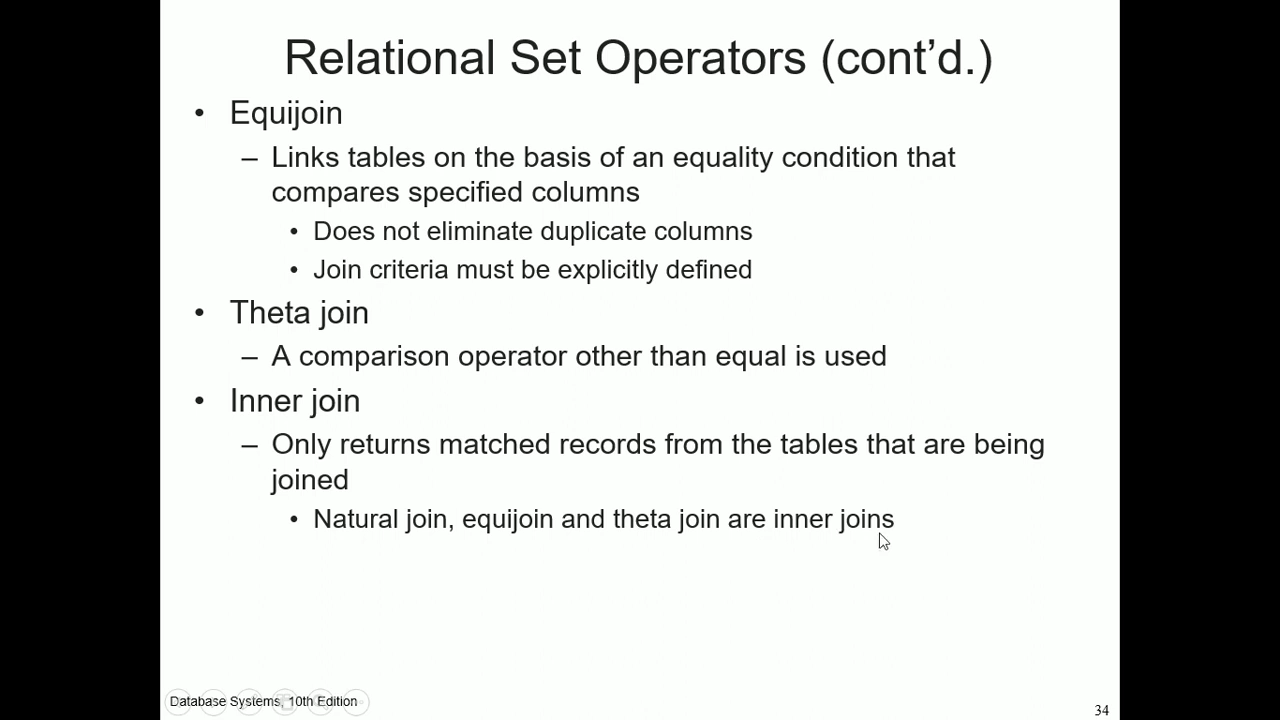 Relational Set Operators (cont’d.)
• Equijoin
– Links tables on the basis of an equality condition that
compares specified columns
• Does not eliminate duplicate columns
• Join criteria must be explicitly defined
• Theta join
– A comparison operator other than equal is used
• Inner join
– Only returns matched records from the tables that are being
joined
• Natural join, equijoin and theta join are inner joins
Database Systems, 10th Edition
34